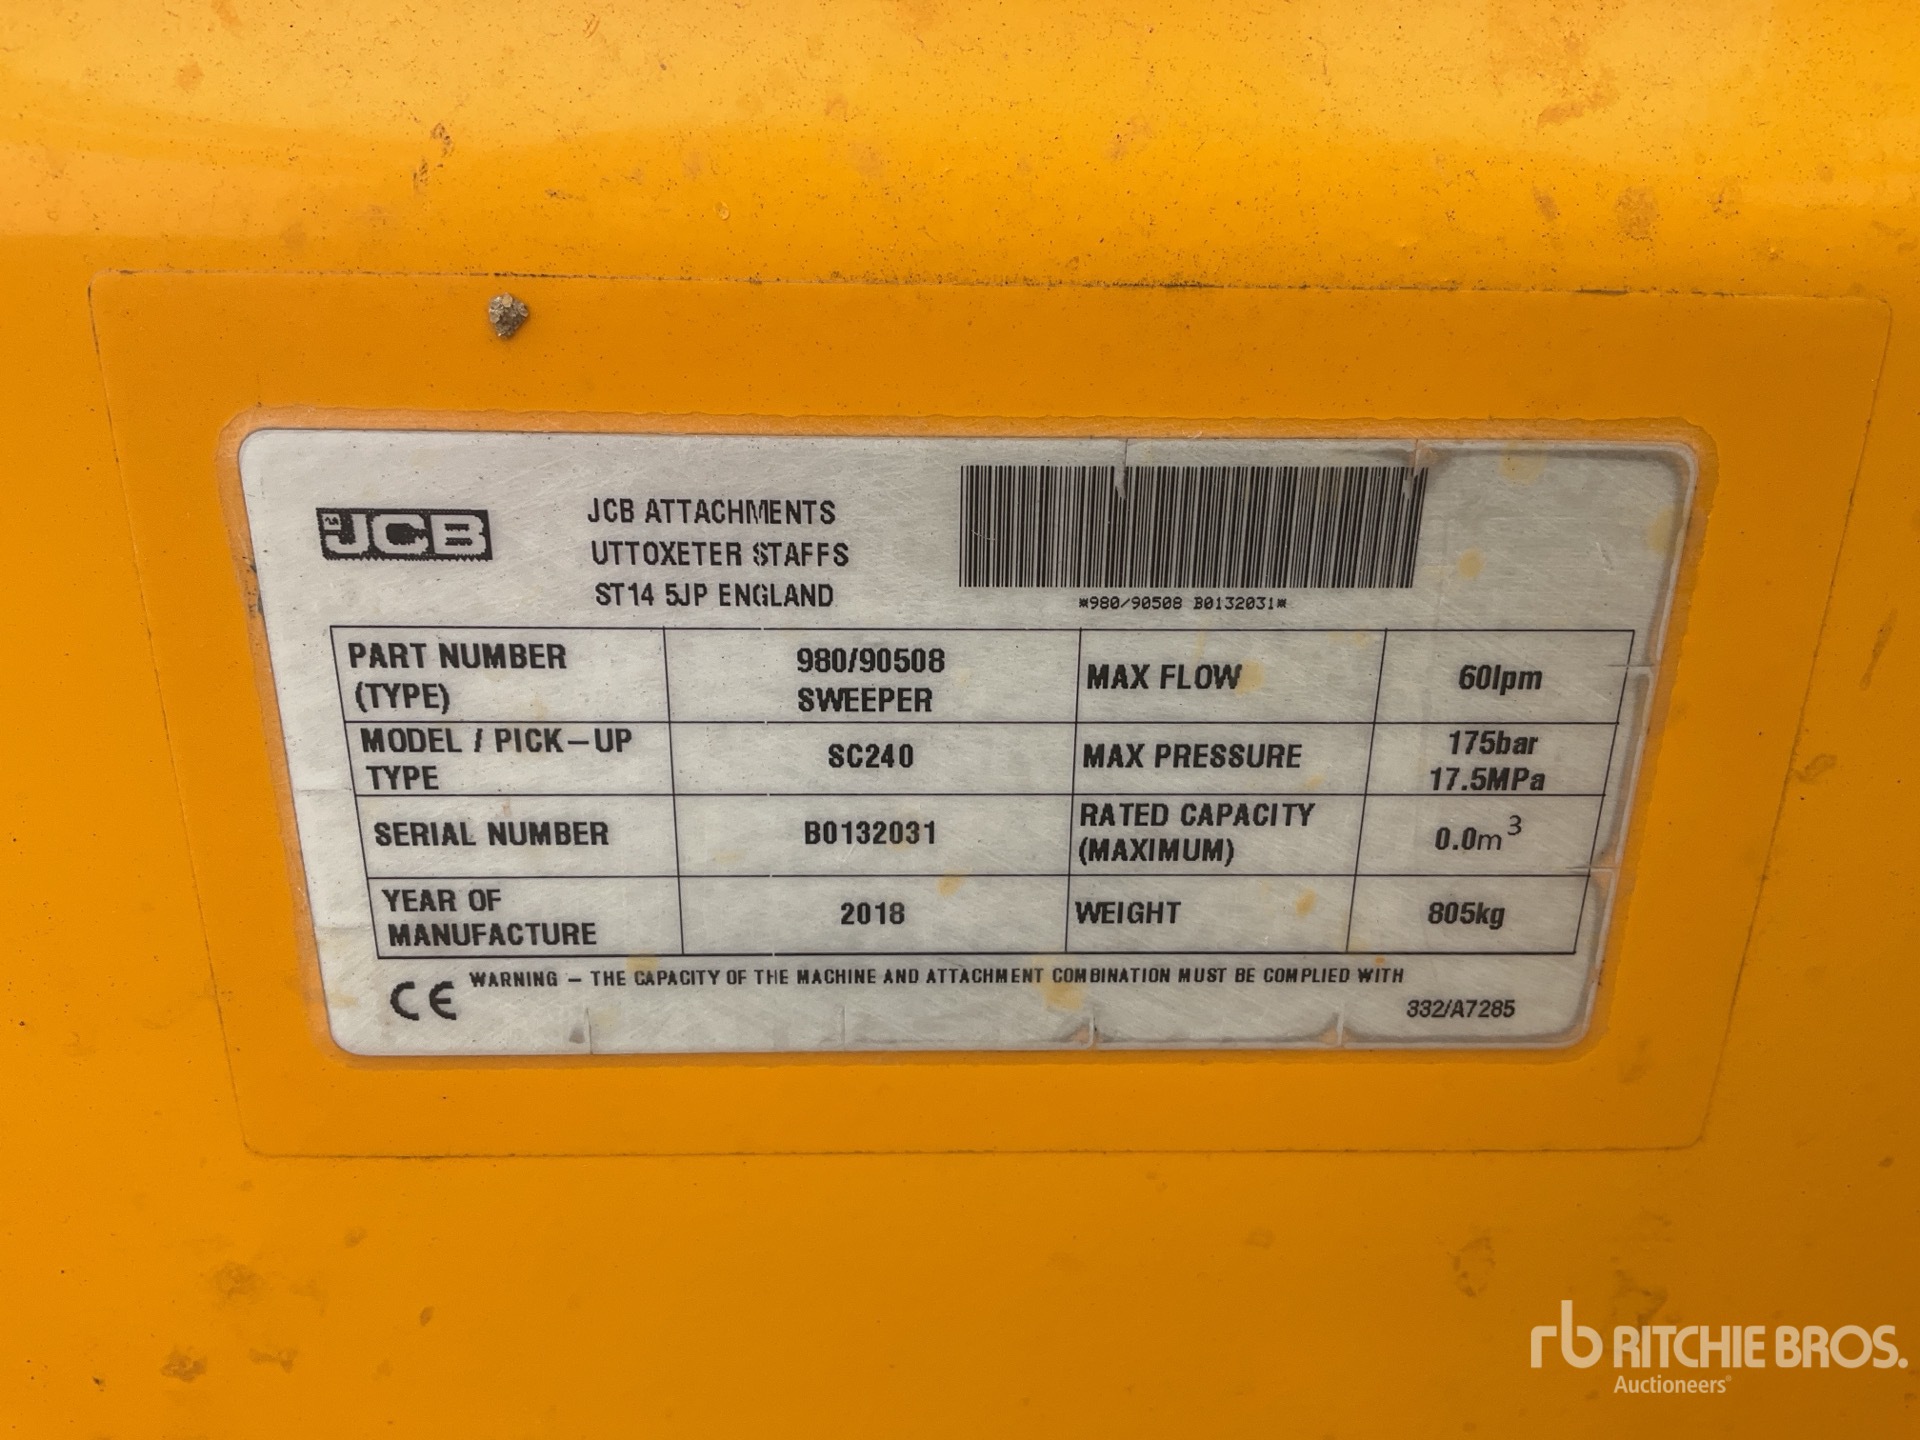 JCB
JCB ATTACHMENTS
UTTOXETER STAFFS
ST14 5JP ENGLAND
*980/90508 B0132031*
PART NUMBER (TYPE) 980/90508 SWEEPER MAX FLOW 60lpm
MODEL / PICK-UP TYPE SC240 MAX PRESSURE 175bar 17.5MPa
SERIAL NUMBER B0132031 RATED CAPACITY (MAXIMUM) 0.0m³
YEAR OF MANUFACTURE 2018 WEIGHT 805kg
CE WARNING – THE CAPACITY OF THE MACHINE AND ATTACHMENT COMBINATION MUST BE COMPLIED WITH
332/A7285
rb RITCHIE BROS.
Auctioneers®